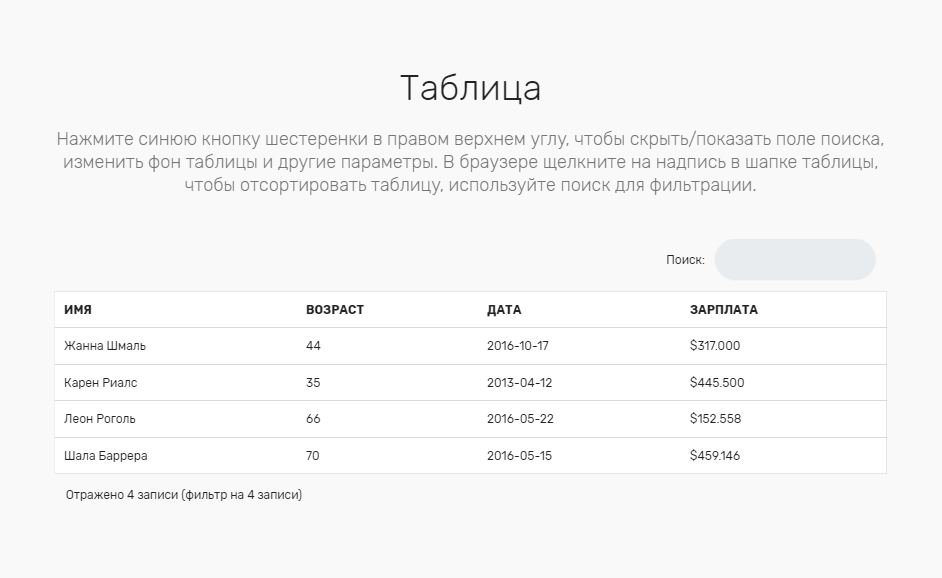 Таблица
Нажмите синюю кнопку шестеренки в правом верхнем углу, чтобы скрыть/показать поле поиска,
изменить фон таблицы и другие параметры. В браузере щелкните на надпись в шапке таблицы,
чтобы отсортировать таблицу, используйте поиск для фильтрации.
Поиск:
ИМЯ ВОЗРАСТ ДАТА ЗАРПЛАТА
Жанна Шмаль 44 2016-10-17 $317.000
Карен Риалс 35 2013-04-12 $445.500
Леон Роголь 66 2016-05-22 $152.558
Шала Баррера 70 2016-05-15 $459.146
Отражено 4 записи (фильтр на 4 записи)